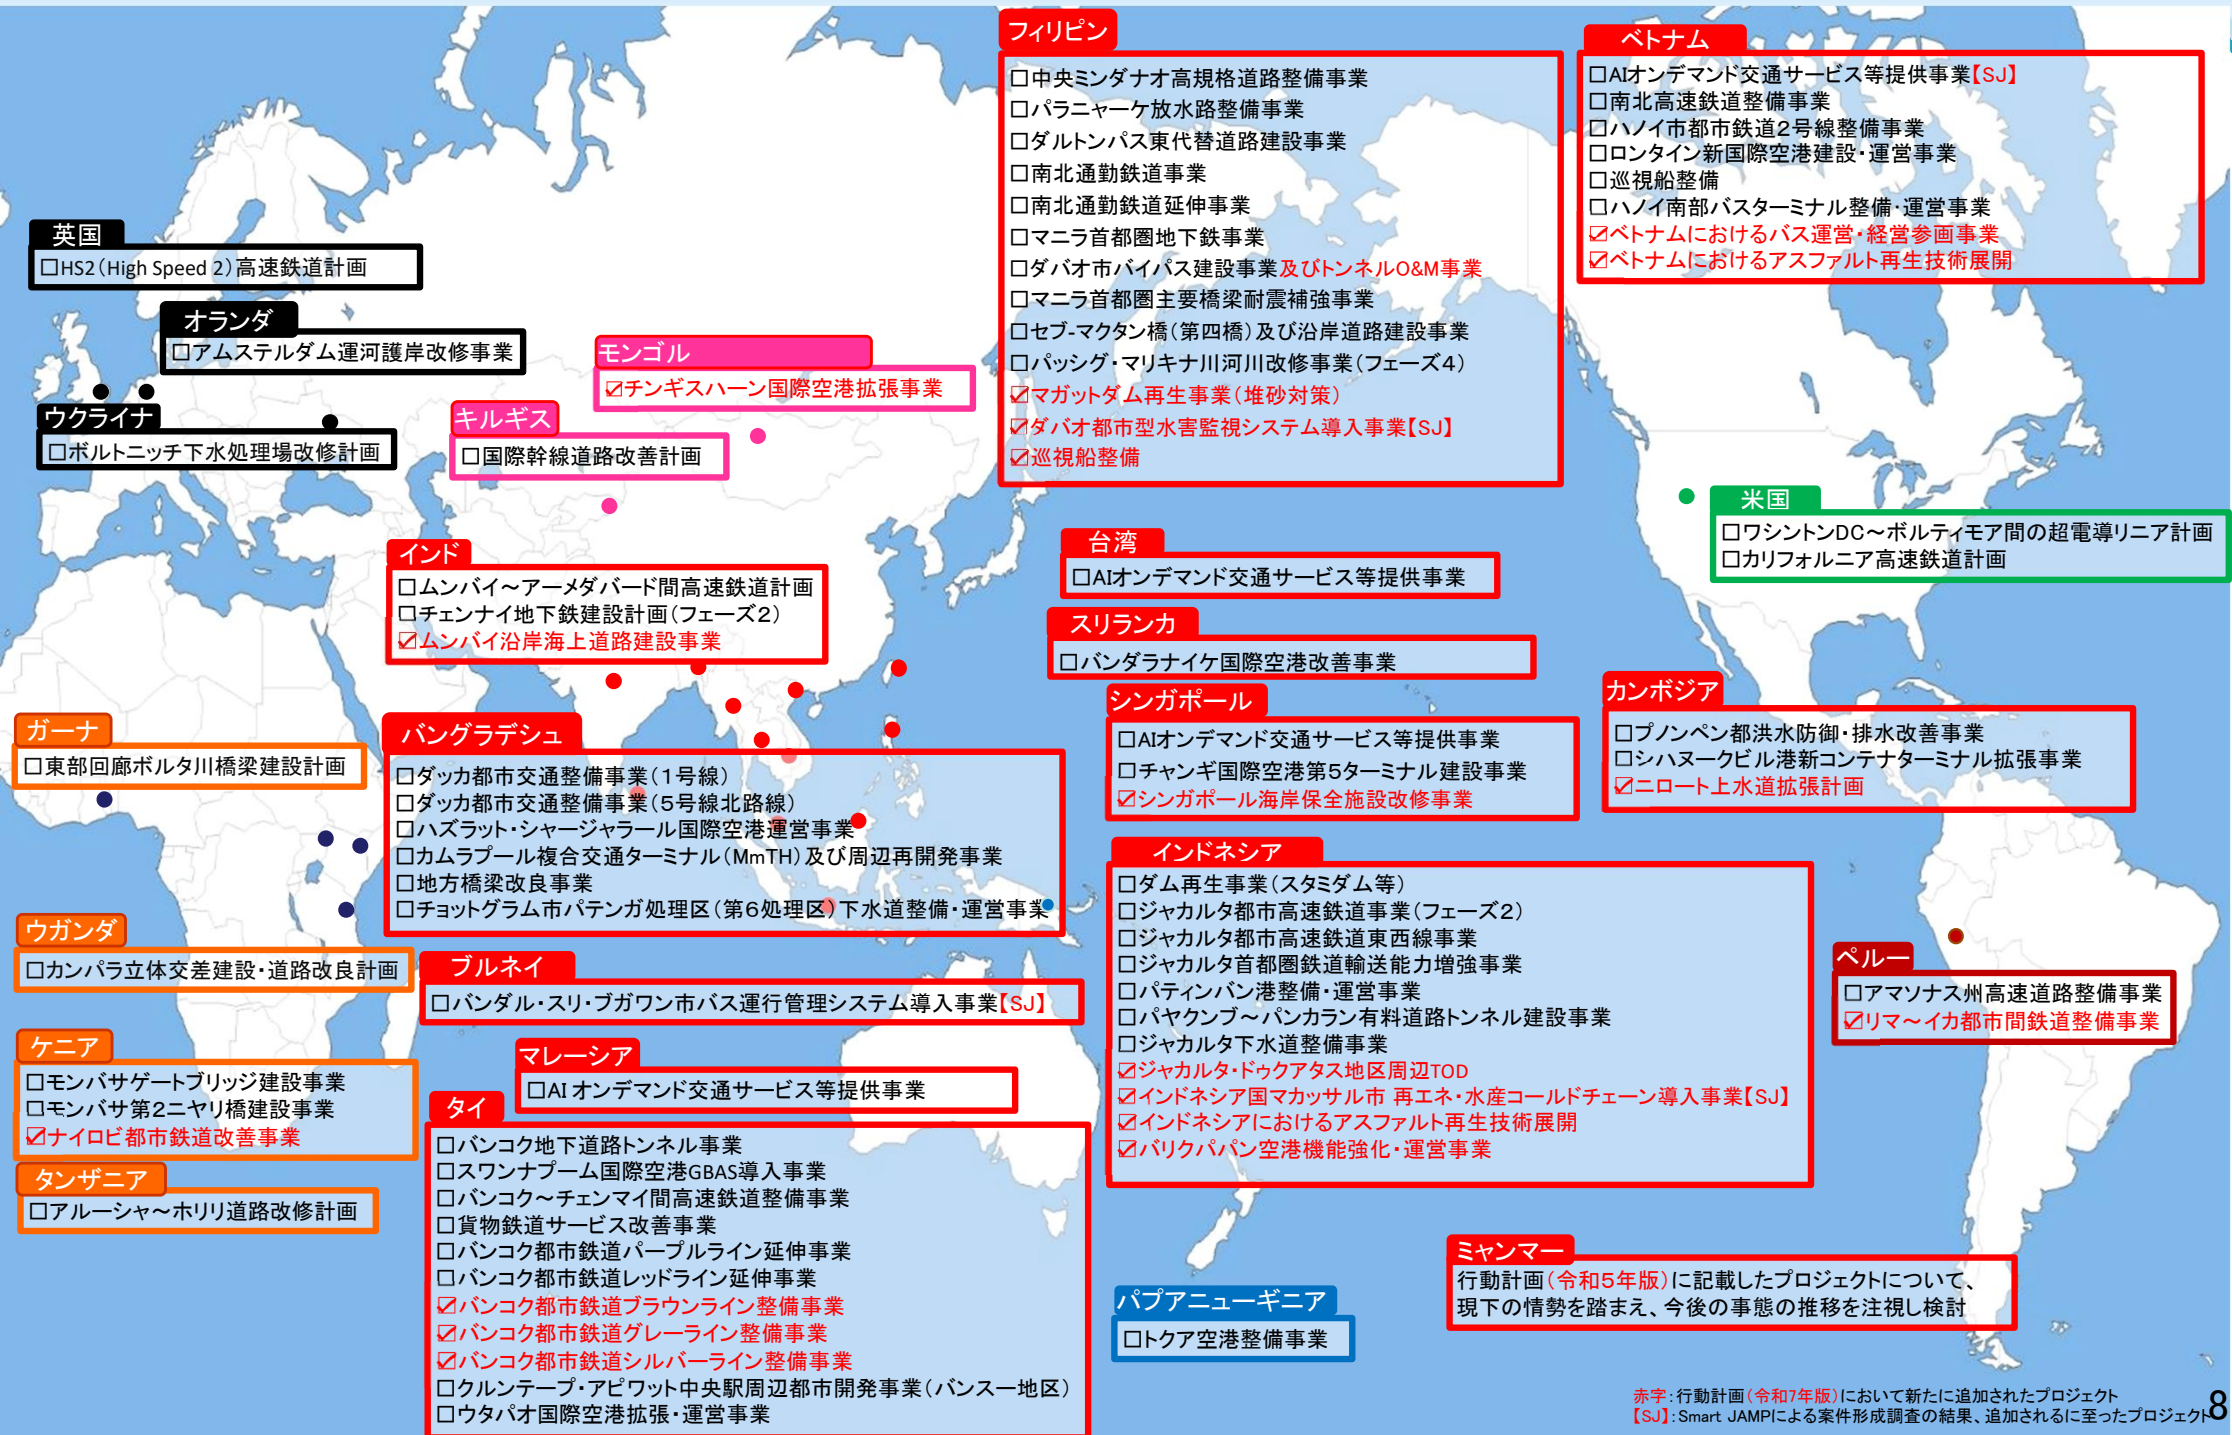 フィリピン
□中央ミンダナオ高規格道路整備事業
□パラニャーケ放水路整備事業
□ダルトンパス東代替道路建設事業
□南北通勤鉄道事業
□南北通勤鉄道延伸事業
□マニラ首都圏地下鉄事業
□ダバオ市バイパス建設事業及びトンネルO&M事業
□マニラ首都圏主要橋梁耐震補強事業
□セブ-マクタン橋(第四橋)及び沿岸道路建設事業
□パッシグ・マリキナ川河川改修事業(フェーズ4)
☑マガットダム再生事業(堆砂対策)
☑ダバオ都市型水害監視システム導入事業【SJ】
☑巡視船整備
ベトナム
□AIオンデマンド交通サービス等提供事業【SJ】
□南北高速鉄道整備事業
□ハノイ市都市鉄道2号線整備事業
□ロンタイン新国際空港建設・運営事業
□巡視船整備
□ハノイ南部バスターミナル整備・運営事業
☑ベトナムにおけるバス運営・経営参画事業
☑ベトナムにおけるアスファルト再生技術展開
英国
□HS2(High Speed 2)高速鉄道計画
オランダ
□アムステルダム運河護岸改修事業
ウクライナ
□ボルトニッチ下水処理場改修計画
モンゴル
☑チンギスハーン国際空港拡張事業
キルギス
□国際幹線道路改善計画
米国
□ワシントンDC～ボルティモア間の超電導リニア計画
□カリフォルニア高速鉄道計画
インド
□ムンバイ～アーメダバード間高速鉄道計画
□チェンナイ地下鉄建設計画(フェーズ2)
☑ムンバイ沿岸海上道路建設事業
台湾
□AIオンデマンド交通サービス等提供事業
スリランカ
□バンダラナイケ国際空港改善事業
シンガポール
□AIオンデマンド交通サービス等提供事業
□チャンギ国際空港第5ターミナル建設事業
☑シンガポール海岸保全施設改修事業
カンボジア
□プノンペン都洪水防御・排水改善事業
□シハヌークビル港新コンテナターミナル拡張事業
☑ニロート上水道拡張計画
ガーナ
□東部回廊ボルタ川橋梁建設計画
バングラデシュ
□ダッカ都市交通整備事業(1号線)
□ダッカ都市交通整備事業(5号線北路線)
□ハズラット・シャージャラール国際空港運営事業
□カムラプール複合交通ターミナル(MmTH)及び周辺再開発事業
□地方橋梁改良事業
□チョットグラム市パテンガ処理区(第6処理区)下水道整備・運営事業
インドネシア
□ダム再生事業(スタミダム等)
□ジャカルタ都市高速鉄道事業(フェーズ2)
□ジャカルタ都市高速鉄道東西線事業
□ジャカルタ首都圏鉄道輸送能力増強事業
□パティンバン港整備・運営事業
□パヤクンブ～パンカラン有料道路トンネル建設事業
□ジャカルタ下水道整備事業
☑ジャカルタ・ドゥクアタス地区周辺TOD
☑インドネシア国マカッサル市 再エネ・水産コールドチェーン導入事業【SJ】
☑インドネシアにおけるアスファルト再生技術展開
☑バリクパパン空港機能強化・運営事業
ウガンダ
□カンパラ立体交差建設・道路改良計画
ブルネイ
□バンダル・スリ・ブガワン市バス運行管理システム導入事業【SJ】
ペルー
□アマソナス州高速道路整備事業
☑リマ～イカ都市間鉄道整備事業
ケニア
□モンバサゲートブリッジ建設事業
□モンバサ第2ニヤリ橋建設事業
☑ナイロビ都市鉄道改善事業
マレーシア
□AI オンデマンド交通サービス等提供事業
タンザニア
□アルーシャ～ホリリ道路改修計画
タイ
□バンコク地下道路トンネル事業
□スワンナプーム国際空港GBAS導入事業
□バンコク～チェンマイ間高速鉄道整備事業
□貨物鉄道サービス改善事業
□バンコク都市鉄道パープルライン延伸事業
□バンコク都市鉄道レッドライン延伸事業
☑バンコク都市鉄道ブラウンライン整備事業
☑バンコク都市鉄道グレーライン整備事業
☑バンコク都市鉄道シルバーライン整備事業
□クルンテープ・アピワット中央駅周辺都市開発事業(バンスー地区)
□ウタパオ国際空港拡張・運営事業
パプアニューギニア
□トクア空港整備事業
ミャンマー
行動計画(令和5年版)に記載したプロジェクトについて、
現下の情勢を踏まえ、今後の事態の推移を注視し検討
赤字：行動計画(令和7年版)において新たに追加されたプロジェクト
【SJ】：Smart JAMPによる案件形成調査の結果、追加されるに至ったプロジェクト
8